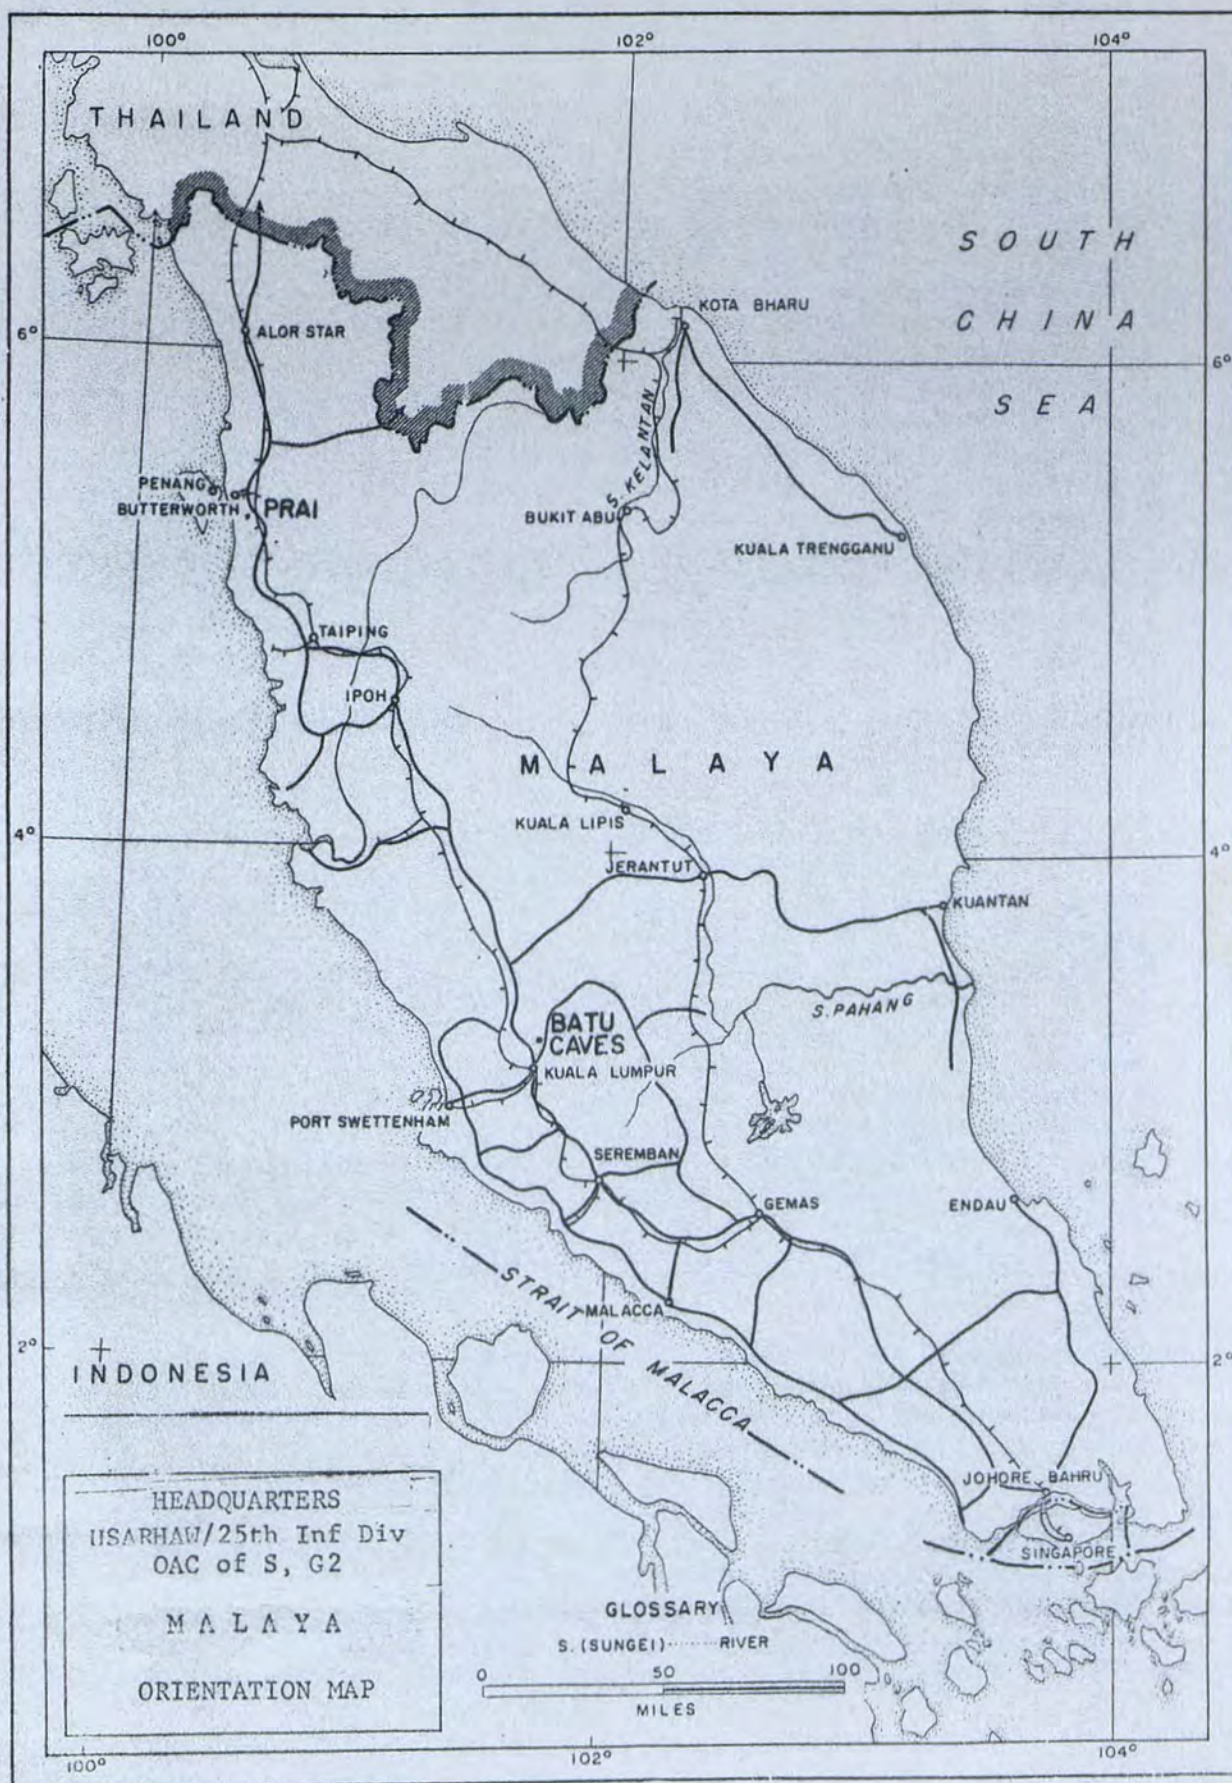 100°
102°
104°
THAILAND
SOUTH
CHINA
SEA
KOTA BHARU
6°
ALOR STAR
6°
S. KELANTAN
PENANG
BUTTERWORTH
PRAI
BUKIT ABU
KUALA TRENGGANU
TAIPING
IPOH
MALAYA
KUALA LIPIS
4°
4°
JERANTUT
KUANTAN
S. PAHANG
BATU
CAVES
KUALA LUMPUR
PORT SWETTENHAM
SEREMBAN
GEMAS
ENDAU
STRAIT OF MALACCA
MALACCA
2°
2°
INDONESIA
JOHORE BAHRU
SINGAPORE
HEADQUARTERS
USARHAW/25th Inf Div
OAC of S, G2
MALAYA
ORIENTATION MAP
GLOSSARY
S. (SUNGEI)........RIVER
0 50 100
MILES
100°
102°
104°